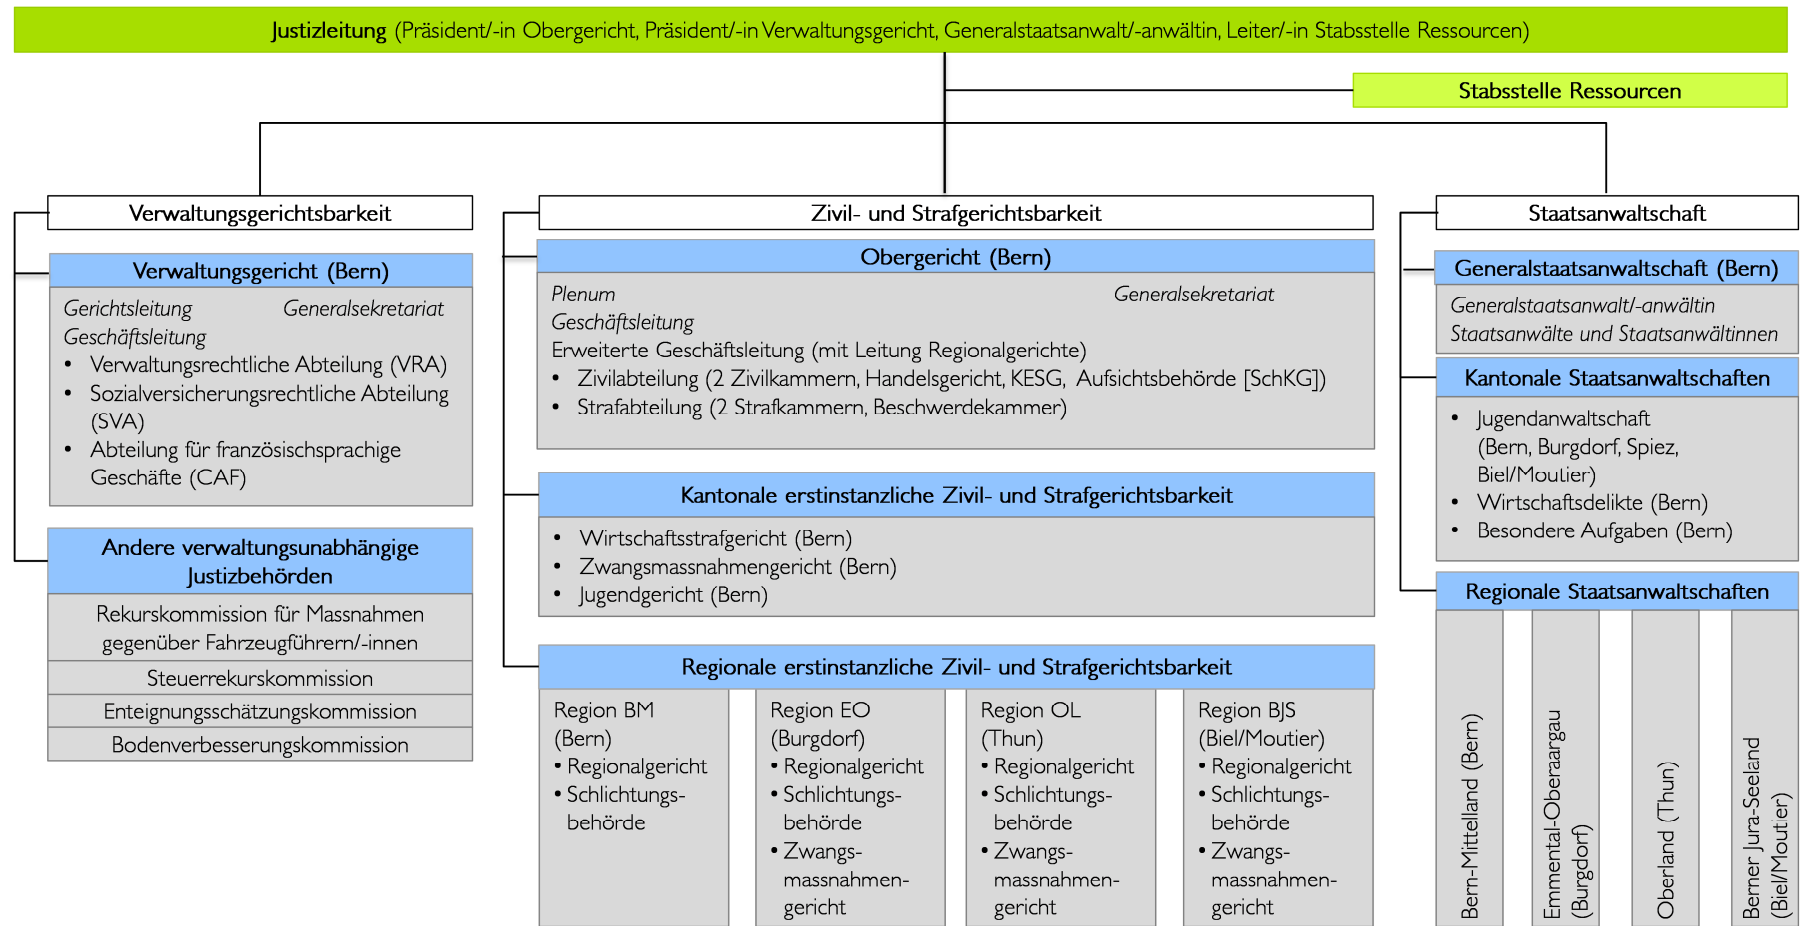 Justizleitung (Präsident/-in Obergericht, Präsident/-in Verwaltungsgericht, Generalstaatsanwalt/-anwältin, Leiter/-in Stabsstelle Ressourcen)
Stabsstelle Ressourcen
Verwaltungsgerichtsbarkeit
Verwaltungsgericht (Bern)
Gerichtsleitung Generalsekretariat
Geschäftsleitung
• Verwaltungsrechtliche Abteilung (VRA)
• Sozialversicherungsrechtliche Abteilung
(SVA)
• Abteilung für französischsprachige
Geschäfte (CAF)
Andere verwaltungsunabhängige
Justizbehörden
Rekurskommission für Massnahmen
gegenüber Fahrzeugführern/-innen
Steuerrekurskommission
Enteignungsschätzungskommission
Bodenverbesserungskommission
Zivil- und Strafgerichtsbarkeit
Obergericht (Bern)
Plenum Generalsekretariat
Geschäftsleitung
Erweiterte Geschäftsleitung (mit Leitung Regionalgerichte)
• Zivilabteilung (2 Zivilkammern, Handelsgericht, KESG, Aufsichtsbehörde [SchKG])
• Strafabteilung (2 Strafkammern, Beschwerdekammer)
Kantonale erstinstanzliche Zivil- und Strafgerichtsbarkeit
• Wirtschaftsstrafgericht (Bern)
• Zwangsmassnahmengericht (Bern)
• Jugendgericht (Bern)
Regionale erstinstanzliche Zivil- und Strafgerichtsbarkeit
Region BM
(Bern)
• Regionalgericht
• Schlichtungs-
behörde
Region EO
(Burgdorf)
• Regionalgericht
• Schlichtungs-
behörde
• Zwangs-
massnahmen-
gericht
Region OL
(Thun)
• Regionalgericht
• Schlichtungs-
behörde
• Zwangs-
massnahmen-
gericht
Region BJS
(Biel/Moutier)
• Regionalgericht
• Schlichtungs-
behörde
• Zwangs-
massnahmen-
gericht
Staatsanwaltschaft
Generalstaatsanwaltschaft (Bern)
Generalstaatsanwalt/-anwältin
Staatsanwälte und Staatsanwältinnen
Kantonale Staatsanwaltschaften
• Jugendanwaltschaft
(Bern, Burgdorf, Spiez,
Biel/Moutier)
• Wirtschaftsdelikte (Bern)
• Besondere Aufgaben (Bern)
Regionale Staatsanwaltschaften
Bern-Mittelland (Bern)
Emmental-Oberaargau
(Burgdorf)
Oberland (Thun)
Berner Jura-Seeland
(Biel/Moutier)